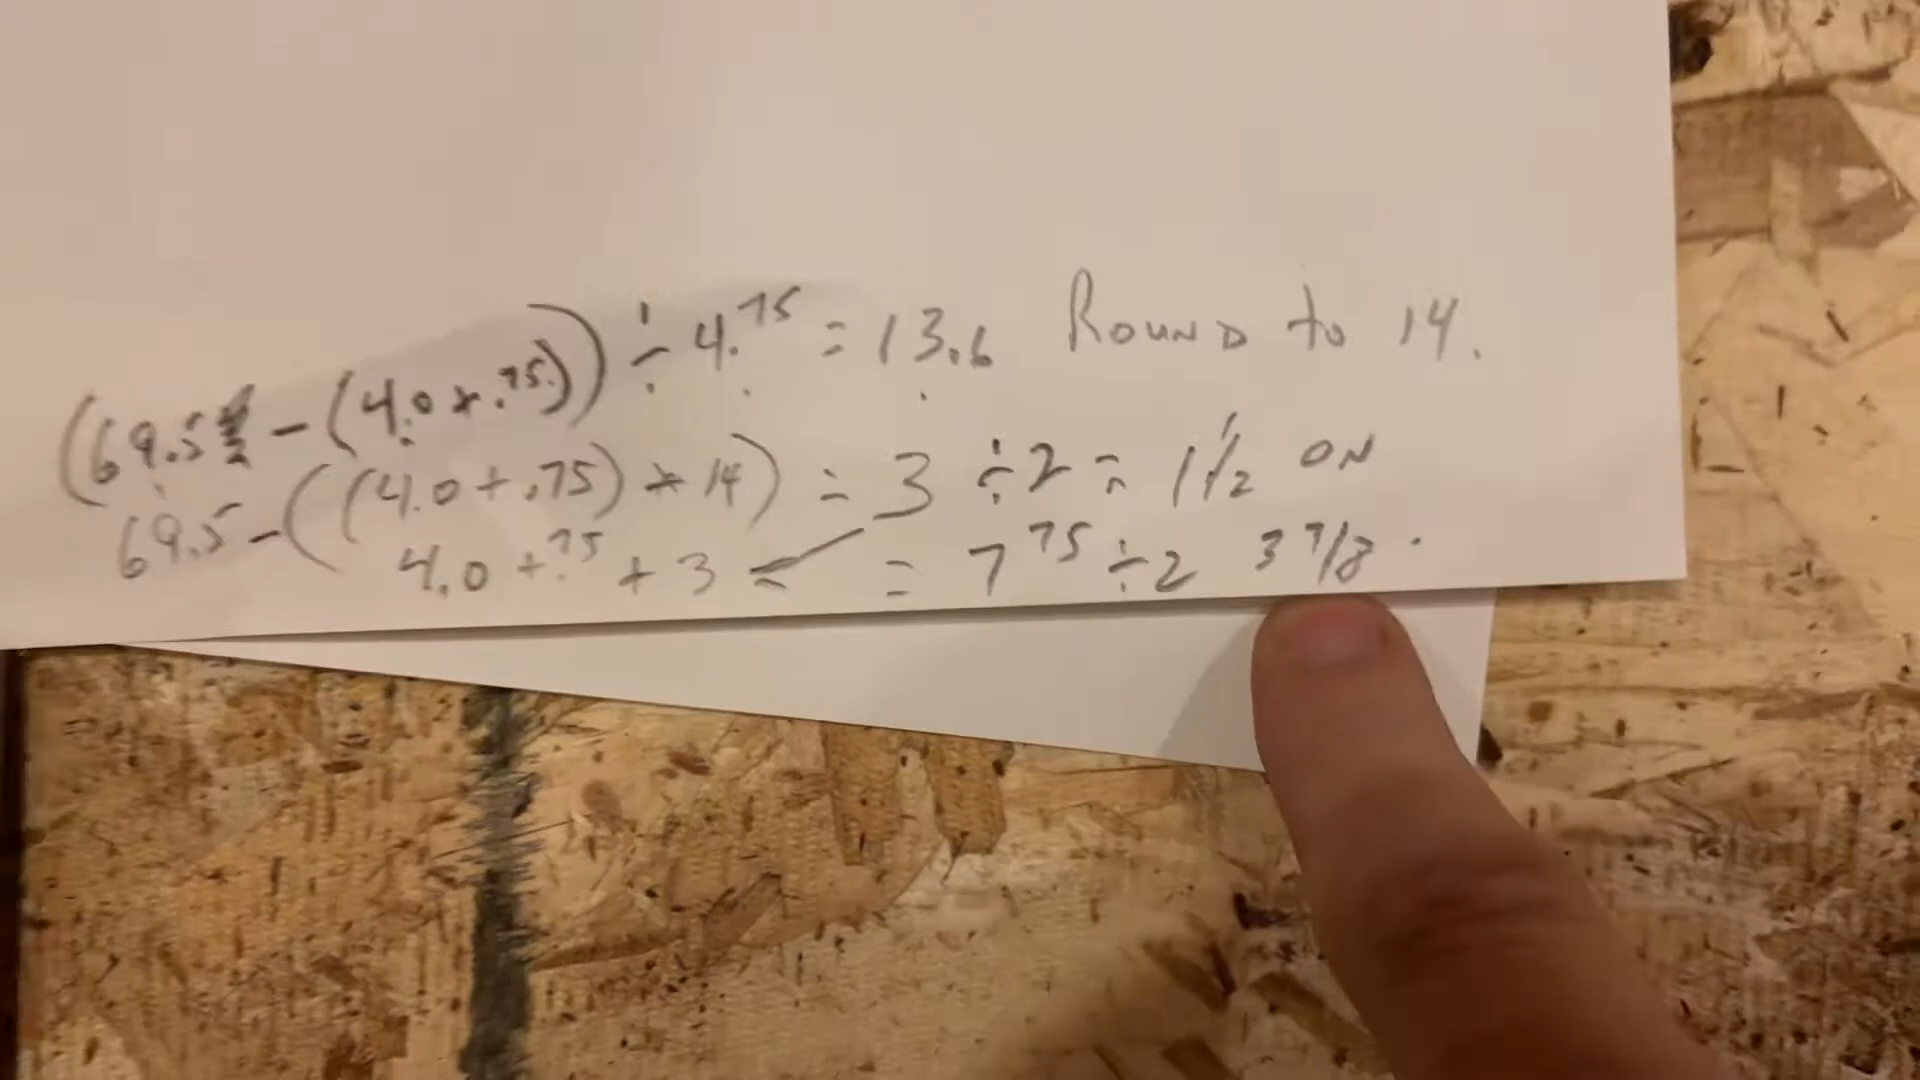 (69.5 - (4.0 + .75)) ÷ 4.75 = 13.6 Round to 14.
69.5 - ((4.0 + .75) * 14) = 3 ÷ 2 = 1 1/2 ON
4.0 + .75 + 3 = 7 75 ÷ 2 3 7/8.